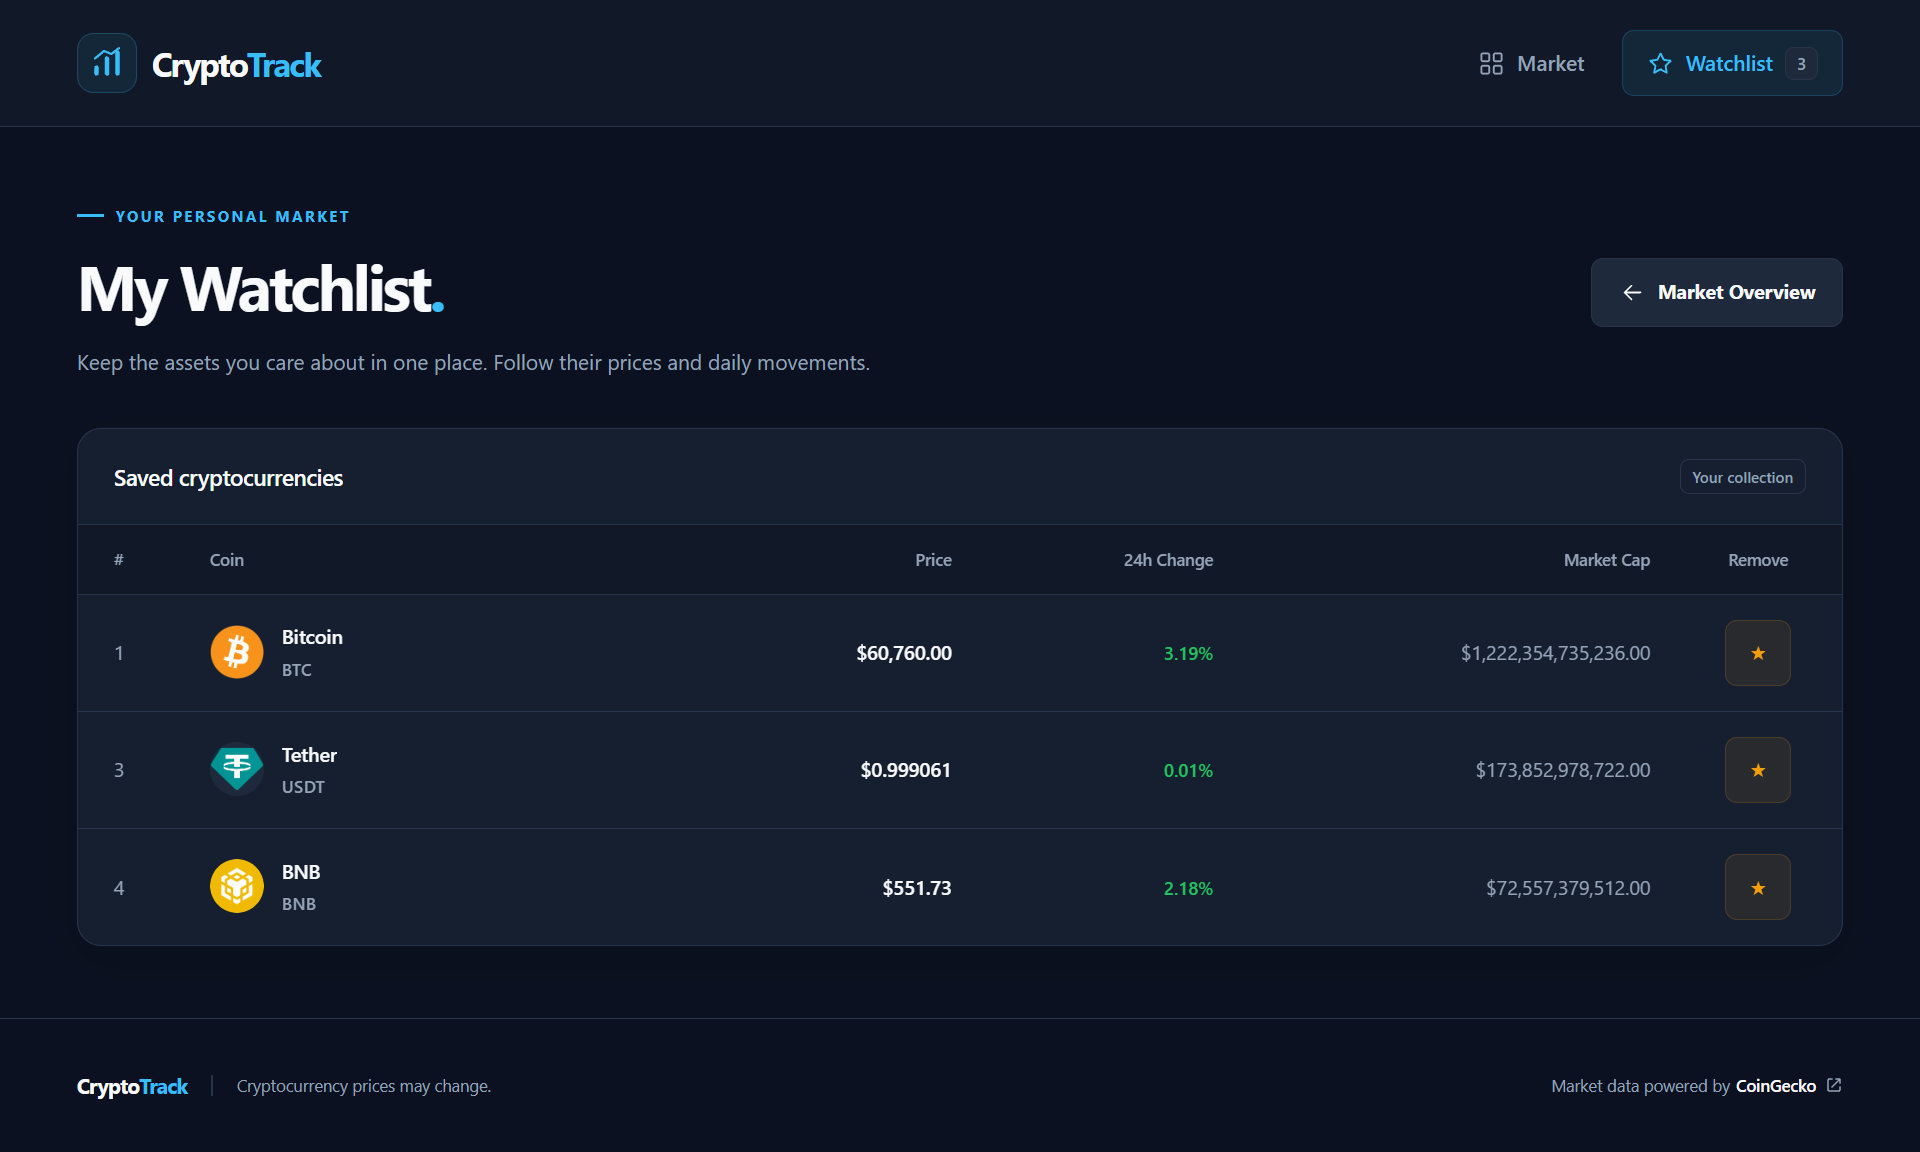 CryptoTrack
Market
Watchlist 3
YOUR PERSONAL MARKET
My Watchlist.
Market Overview
Keep the assets you care about in one place. Follow their prices and daily movements.
Saved cryptocurrencies
Your collection
# Coin Price 24h Change Market Cap Remove
1 Bitcoin BTC $60,760.00 3.19% $1,222,354,735,236.00
3 Tether USDT $0.999061 0.01% $173,852,978,722.00
4 BNB BNB $551.73 2.18% $72,557,379,512.00
CryptoTrack Cryptocurrency prices may change.
Market data powered by CoinGecko